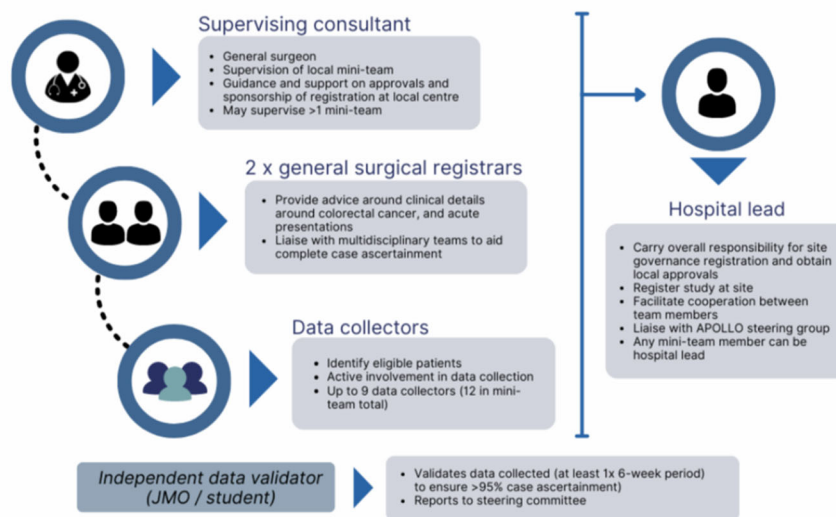 Supervising consultant
• General surgeon
• Supervision of local mini-team
• Guidance and support on approvals and
sponsorship of registration at local centre
• May supervise >1 mini-team
2 x general surgical registrars
• Provide advice around clinical details
around colorectal cancer, and acute
presentations
• Liaise with multidisciplinary teams to aid
complete case ascertainment
Data collectors
• Identify eligible patients
• Active involvement in data collection
• Up to 9 data collectors (12 in mini-
team total)
Hospital lead
• Carry overall responsibility for site
governance registration and obtain
local approvals
• Register study at site
• Facilitate cooperation between
team members
• Liaise with APOLLO steering group
• Any mini-team member can be
hospital lead
Independent data validator
(JMO / student)
• Validates data collected (at least 1x 6-week period)
to ensure >95% case ascertainment)
• Reports to steering committee